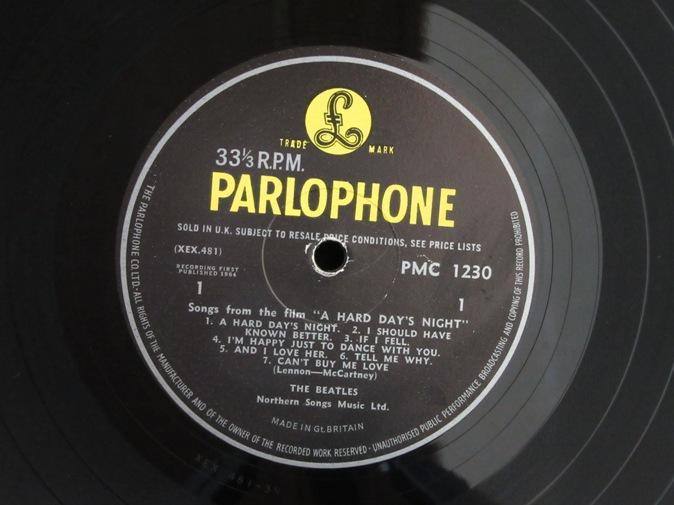 £
TRADE MARK
33⅓ R.P.M.
PARLOPHONE
SOLD IN U.K. SUBJECT TO RESALE PRICE CONDITIONS, SEE PRICE LISTS
(XEX.481)
RECORDING FIRST
PUBLISHED 1964
PMC 1230
1
1
Songs from the film "A HARD DAY'S NIGHT"
1. A HARD DAY'S NIGHT. 2. I SHOULD HAVE
KNOWN BETTER. 3. IF I FELL.
4. I'M HAPPY JUST TO DANCE WITH YOU.
5. AND I LOVE HER. 6. TELL ME WHY.
7. CAN'T BUY ME LOVE
(Lennon—McCartney)
THE BEATLES
Northern Songs Music Ltd.
MADE IN Gt. BRITAIN
THE PARLOPHONE CO. LTD. · ALL RIGHTS OF THE MANUFACTURER AND OF THE OWNER OF THE RECORDED WORK RESERVED · UNAUTHORISED PUBLIC PERFORMANCE BROADCASTING AND COPYING OF THIS RECORD PROHIBITED